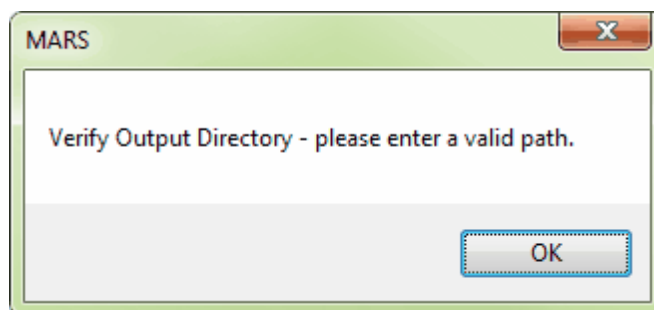 MARS
Verify Output Directory - please enter a valid path.
OK